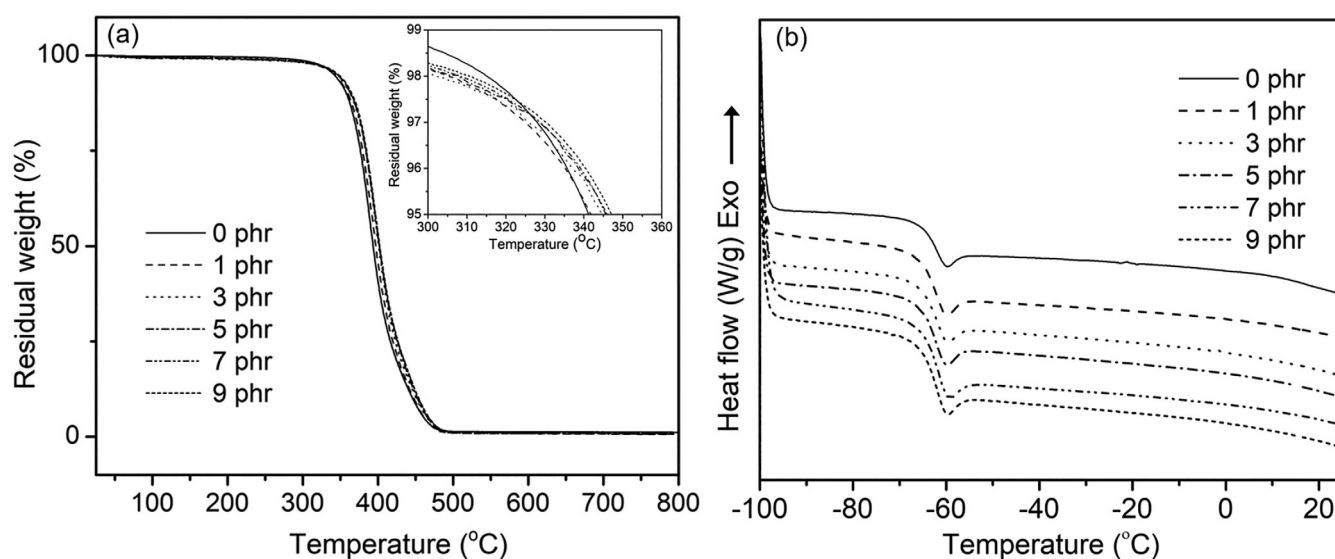 (a)
100
50
0
Residual weight (%)
0 phr
1 phr
3 phr
5 phr
7 phr
9 phr
99
98
97
96
95
Residual weight (%)
300 310 320 330 340 350 360
Temperature (°C)
100 200 300 400 500 600 700 800
Temperature (°C)
(b)
Heat flow (W/g) Exo
0 phr
1 phr
3 phr
5 phr
7 phr
9 phr
-100 -80 -60 -40 -20 0 20
Temperature (°C)